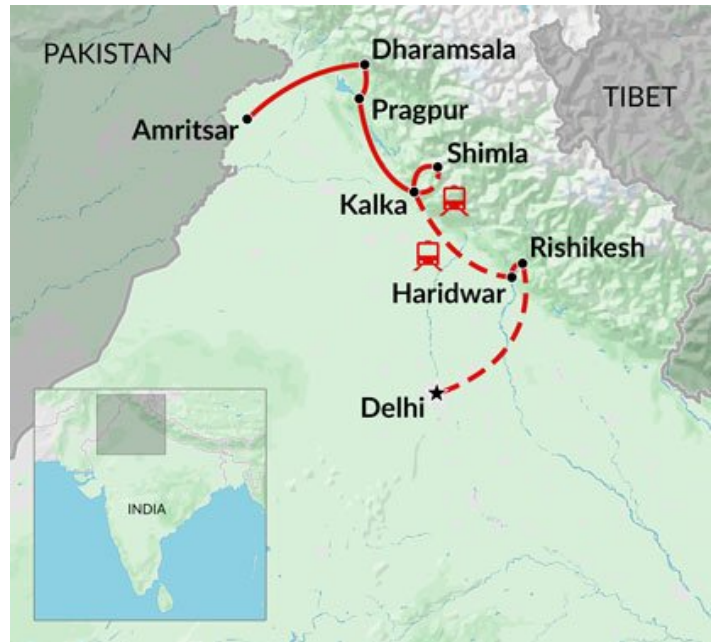 PAKISTAN
Dharamsala
TIBET
Pragpur
Amritsar
Shimla
Kalka
Rishikesh
Haridwar
Delhi
INDIA